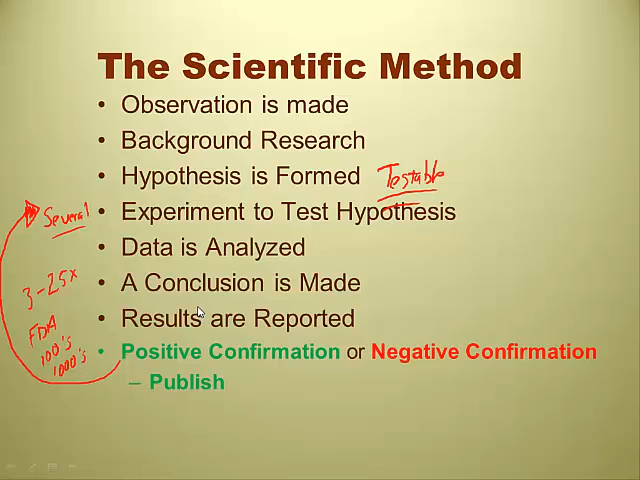 The Scientific Method
• Observation is made
• Background Research
• Hypothesis is Formed Testable
Several • Experiment to Test Hypothesis
• Data is Analyzed
3-25x • A Conclusion is Made
FDA • Results are Reported
100's • Positive Confirmation or Negative Confirmation
1000's – Publish